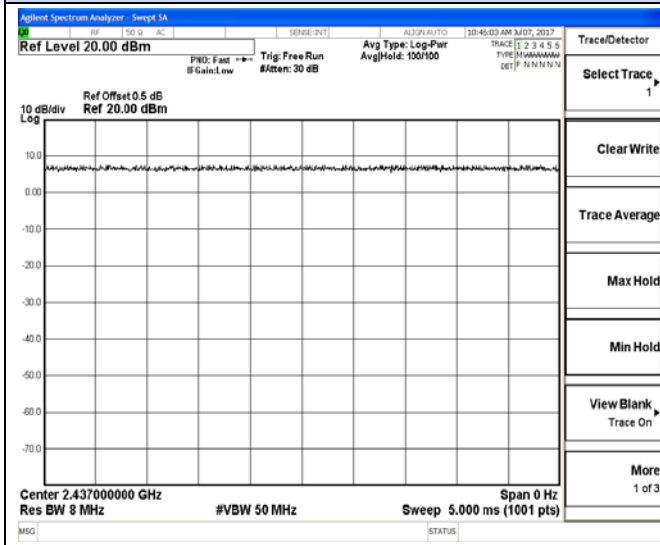 Agilent Spectrum Analyzer - Swept SA
RF 50 Ω AC SENSE:INT ALIGN AUTO 10:46:03 AM Jul 07, 2017
Ref Level 20.00 dBm
PNO: Fast
IFGain:Low
Trig: Free Run
#Atten: 30 dB
Avg Type: Log-Pwr
Avg|Hold: 100/100
TRACE 1 2 3 4 5 6
TYPE M WWWWW
DET P N N N N N
Ref Offset 0.5 dB
10 dB/div Ref 20.00 dBm
Log
10.0
0.00
-10.0
-20.0
-30.0
-40.0
-50.0
-60.0
-70.0
Center 2.437000000 GHz Span 0 Hz
Res BW 8 MHz #VBW 50 MHz Sweep 5.000 ms (1001 pts)
MSG STATUS
Trace/Detector
Select Trace
1
Clear Write
Trace Average
Max Hold
Min Hold
View Blank
Trace On
More
1 of 3